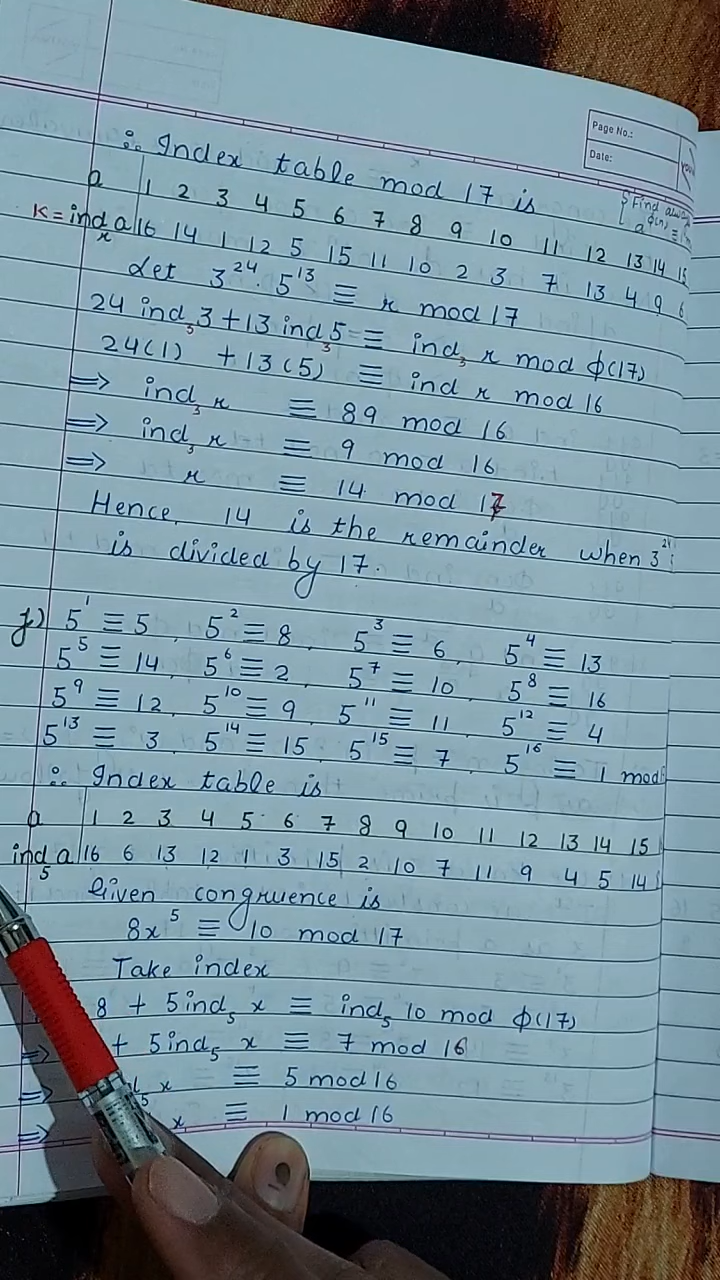 Page No.:
Date:
∴ Index table mod 17 is
{ Find
a^ϕ(n) ≡
a | 1 2 3 4 5 6 7 8 9 10 11 12 13 14 15
K = ind a | 16 14 1 12 5 15 11 10 2 3 7 13 4 9 6
Let 3^24 . 5^13 ≡ x mod 17
24 ind₃ 3 + 13 ind₃ 5 ≡ ind₃ x mod ϕ(17)
24(1) + 13(5) ≡ ind x mod 16
⇒ ind₃ x ≡ 89 mod 16
⇒ ind₃ x ≡ 9 mod 16
⇒ x ≡ 14 mod 17
Hence, 14 is the remainder when 3^24
is divided by 17.
f) 5^1 ≡ 5, 5^2 ≡ 8, 5^3 ≡ 6, 5^4 ≡ 13
5^5 ≡ 14, 5^6 ≡ 2, 5^7 ≡ 10, 5^8 ≡ 16
5^9 ≡ 12, 5^10 ≡ 9, 5^11 ≡ 11, 5^12 ≡ 4
5^13 ≡ 3, 5^14 ≡ 15, 5^15 ≡ 7, 5^16 ≡ 1 mod
∴ Index table is
a | 1 2 3 4 5 6 7 8 9 10 11 12 13 14 15
ind₅ a | 16 6 13 12 1 3 15 2 10 7 11 9 4 5 14
Given congruence is
8x^5 ≡ 10 mod 17
Take index
8 + 5 ind₅ x ≡ ind₅ 10 mod ϕ(17)
⇒ + 5 ind₅ x ≡ 7 mod 16
⇒ x ≡ 5 mod 16
⇒ x ≡ 1 mod 16